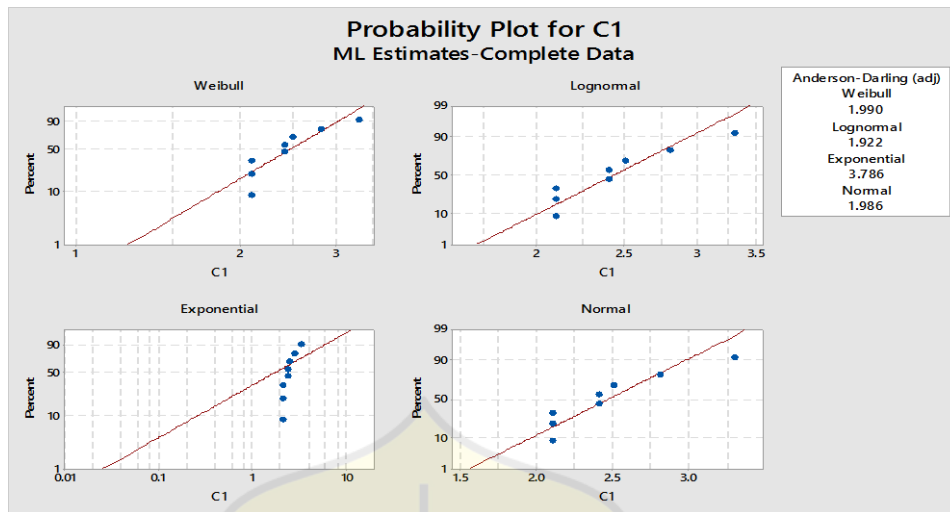 Probability Plot for C1
ML Estimates-Complete Data
Weibull
Percent
90
50
10
1
1
2
3
C1
Lognormal
Percent
99
90
50
10
1
2
2.5
3
3.5
C1
Anderson-Darling (adj)
Weibull
1.990
Lognormal
1.922
Exponential
3.786
Normal
1.986
Exponential
Percent
90
50
10
1
0.01
0.1
1
10
C1
Normal
Percent
99
90
50
10
1
1.5
2.0
2.5
3.0
C1